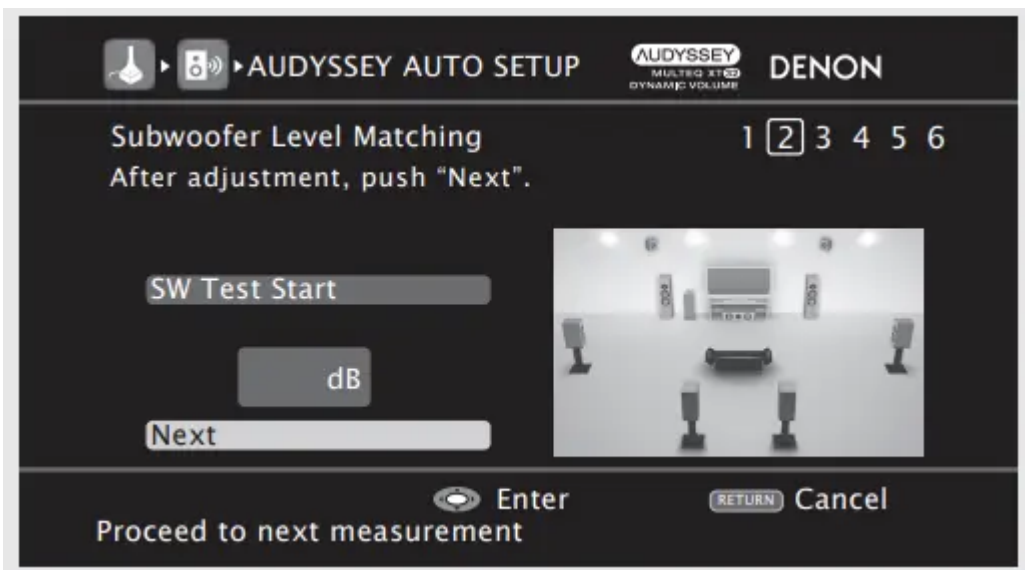 AUDYSSEY AUTO SETUP
AUDYSSEY
MULTEQ XT32
DYNAMIC VOLUME
DENON
Subwoofer Level Matching
1 2 3 4 5 6
After adjustment, push “Next”.
SW Test Start
dB
Next
Enter
RETURN Cancel
Proceed to next measurement